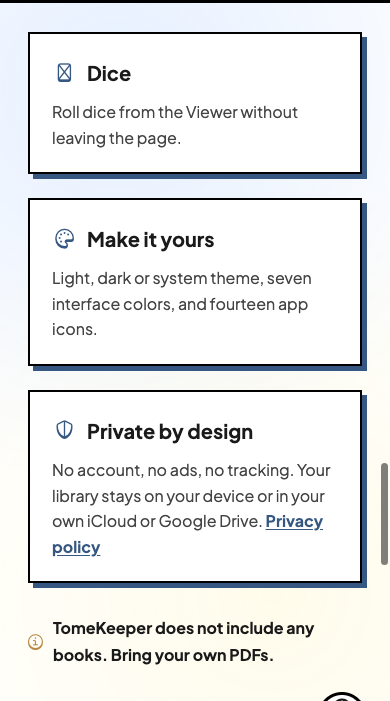 Dice
Roll dice from the Viewer without
leaving the page.
Make it yours
Light, dark or system theme, seven
interface colors, and fourteen app
icons.
Private by design
No account, no ads, no tracking. Your
library stays on your device or in your
own iCloud or Google Drive. Privacy
policy
TomeKeeper does not include any
books. Bring your own PDFs.